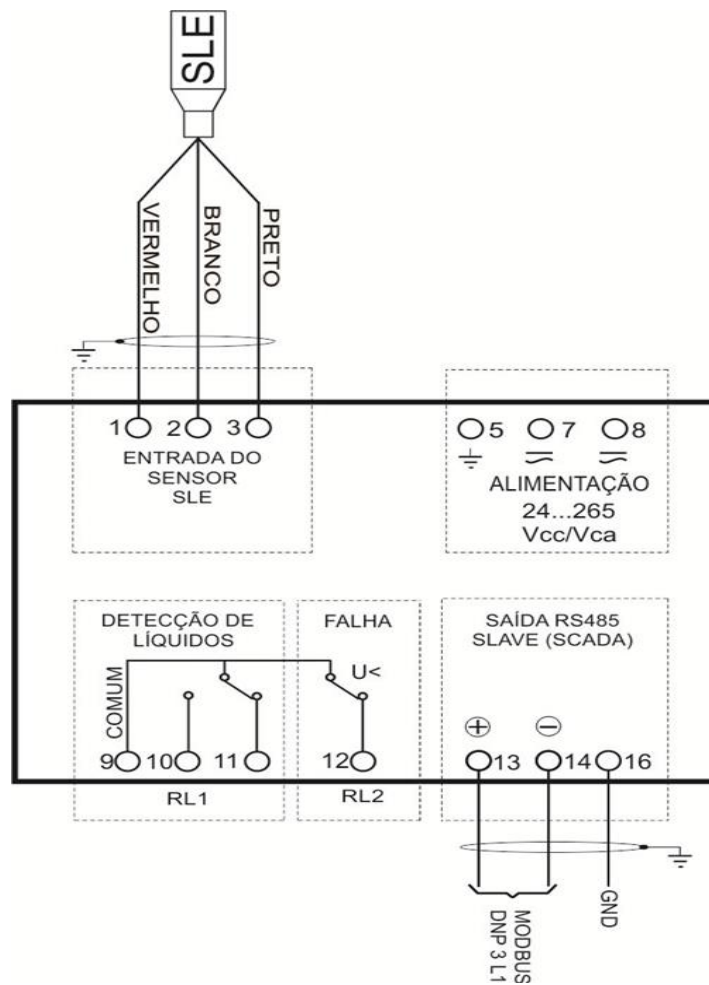 SLE
VERMELHO
BRANCO
PRETO
1 2 3
ENTRADA DO
SENSOR
SLE
5 7 8
ALIMENTAÇÃO
24...265
Vcc/Vca
DETECÇÃO DE
LÍQUIDOS
COMUM
9 10 11
RL1
FALHA
U<
12
RL2
SAÍDA RS485
SLAVE (SCADA)
+ −
13 14 16
MODBUS
DNP 3 L1
GND